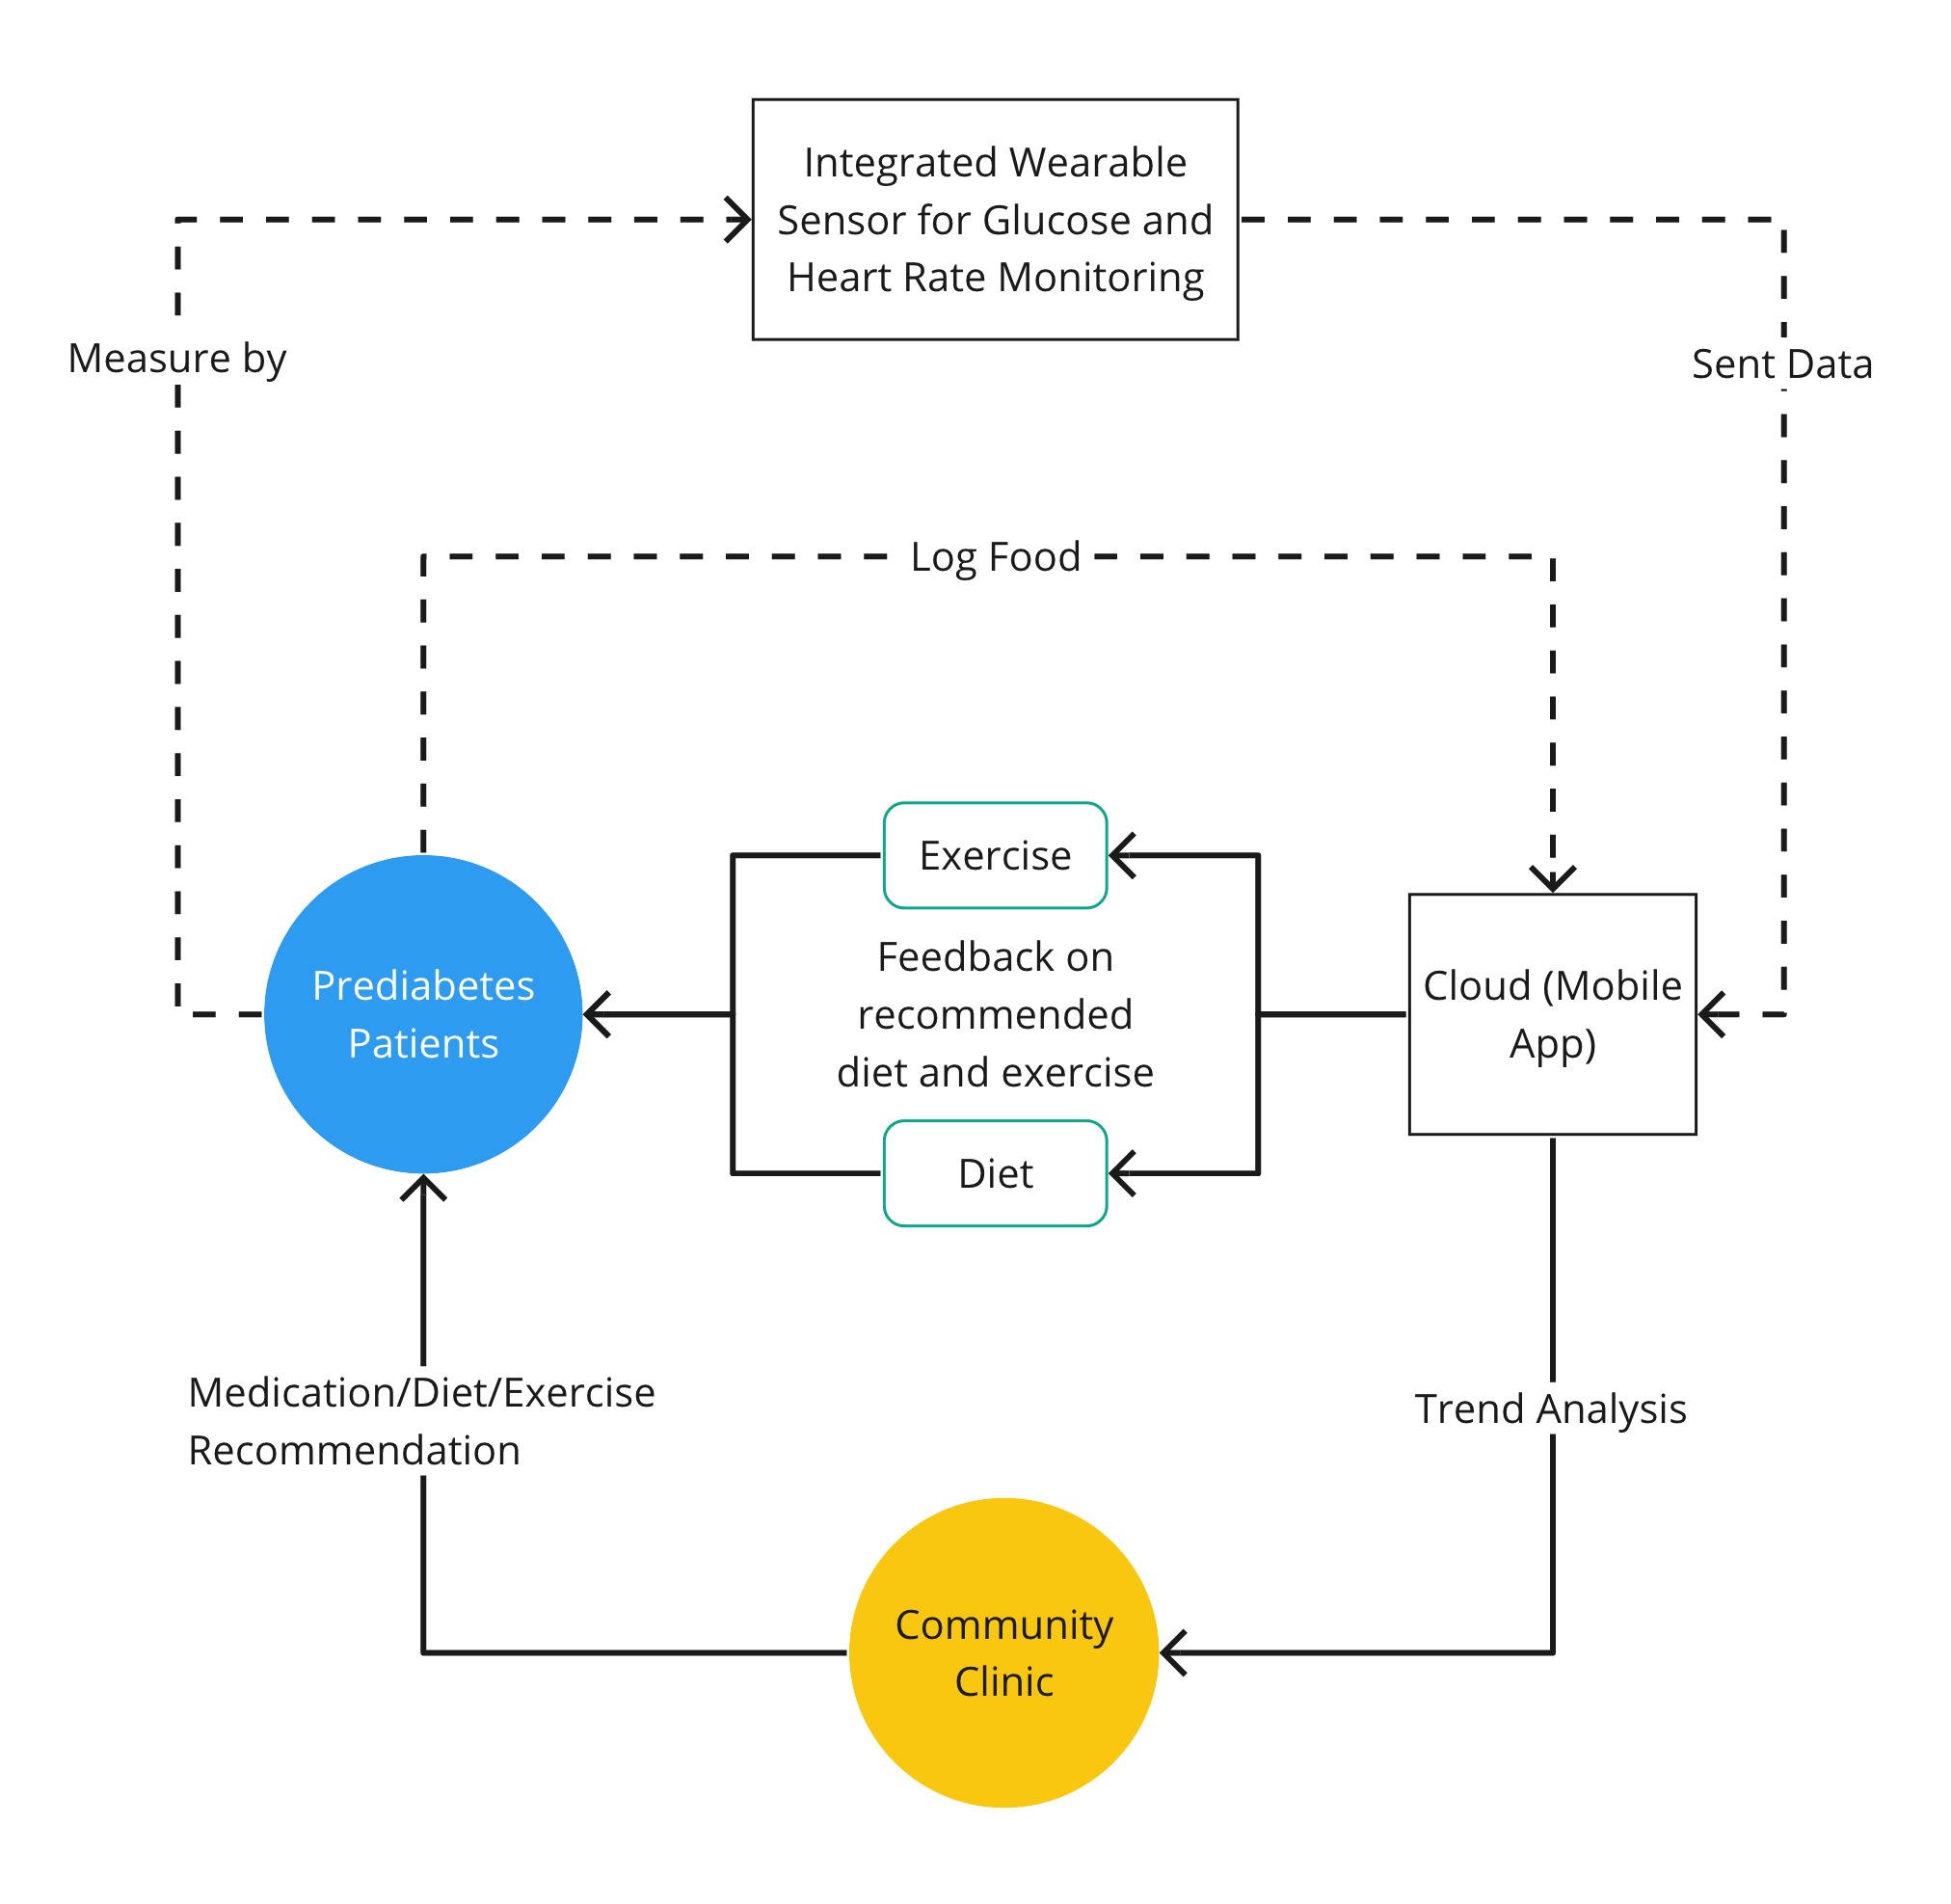 Integrated Wearable
Sensor for Glucose and
Heart Rate Monitoring
Measure by
Sent Data
Log Food
Exercise
Feedback on
recommended
diet and exercise
Diet
Prediabetes
Patients
Cloud (Mobile
App)
Medication/Diet/Exercise
Recommendation
Trend Analysis
Community
Clinic